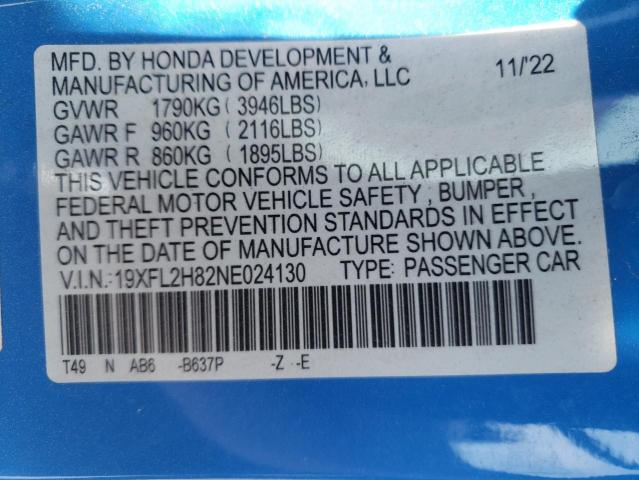 MFD. BY HONDA DEVELOPMENT &
MANUFACTURING OF AMERICA, LLC 11/'22
GVWR 1790KG ( 3946LBS)
GAWR F 960KG ( 2116LBS)
GAWR R 860KG ( 1895LBS)
THIS VEHICLE CONFORMS TO ALL APPLICABLE
FEDERAL MOTOR VEHICLE SAFETY , BUMPER ,
AND THEFT PREVENTION STANDARDS IN EFFECT
ON THE DATE OF MANUFACTURE SHOWN ABOVE.
V.I.N.:19XFL2H82NE024130 TYPE: PASSENGER CAR
T49 N AB6 -B637P -Z -E